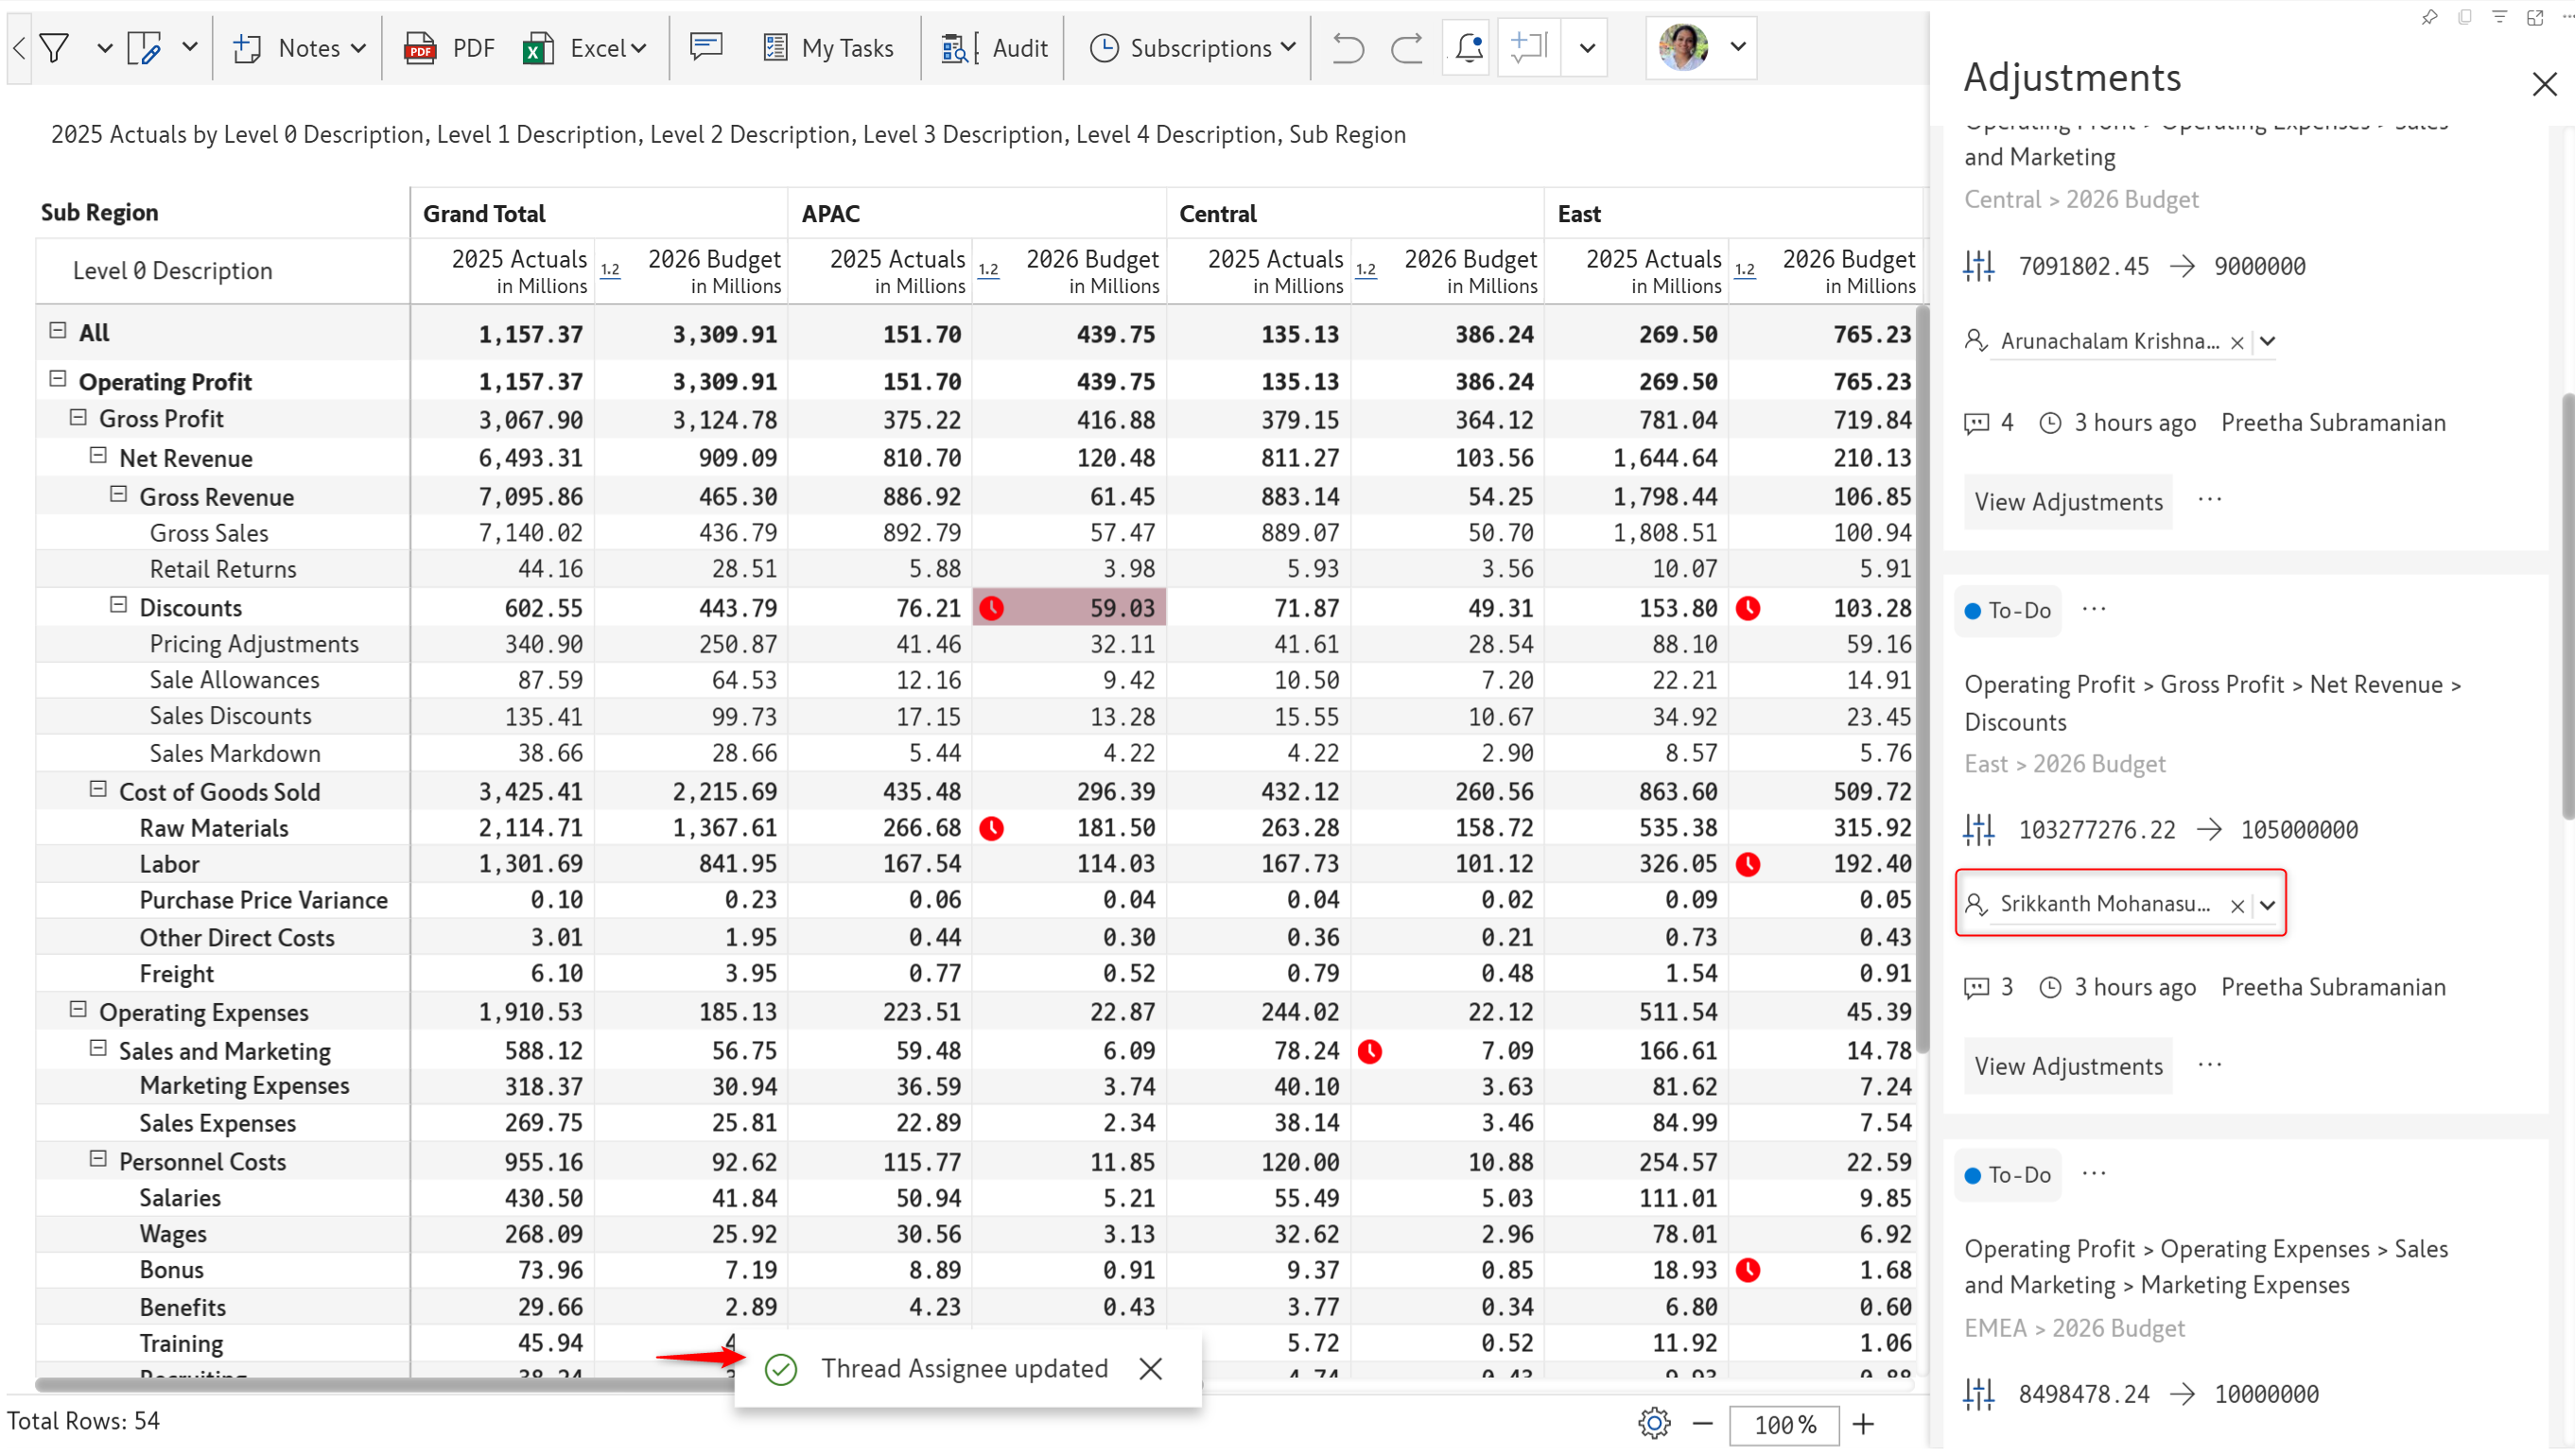 Notes PDF Excel My Tasks Audit Subscriptions
2025 Actuals by Level 0 Description, Level 1 Description, Level 2 Description, Level 3 Description, Level 4 Description, Sub Region
Sub Region Grand Total APAC Central East
Level 0 Description 2025 Actuals 1.2 2026 Budget 2025 Actuals 1.2 2026 Budget 2025 Actuals 1.2 2026 Budget 2025 Actuals 1.2 2026 Budget
in Millions in Millions in Millions in Millions in Millions in Millions in Millions in Millions
All 1,157.37 3,309.91 151.70 439.75 135.13 386.24 269.50 765.23
Operating Profit 1,157.37 3,309.91 151.70 439.75 135.13 386.24 269.50 765.23
Gross Profit 3,067.90 3,124.78 375.22 416.88 379.15 364.12 781.04 719.84
Net Revenue 6,493.31 909.09 810.70 120.48 811.27 103.56 1,644.64 210.13
Gross Revenue 7,095.86 465.30 886.92 61.45 883.14 54.25 1,798.44 106.85
Gross Sales 7,140.02 436.79 892.79 57.47 889.07 50.70 1,808.51 100.94
Retail Returns 44.16 28.51 5.88 3.98 5.93 3.56 10.07 5.91
Discounts 602.55 443.79 76.21 59.03 71.87 49.31 153.80 103.28
Pricing Adjustments 340.90 250.87 41.46 32.11 41.61 28.54 88.10 59.16
Sale Allowances 87.59 64.53 12.16 9.42 10.50 7.20 22.21 14.91
Sales Discounts 135.41 99.73 17.15 13.28 15.55 10.67 34.92 23.45
Sales Markdown 38.66 28.66 5.44 4.22 4.22 2.90 8.57 5.76
Cost of Goods Sold 3,425.41 2,215.69 435.48 296.39 432.12 260.56 863.60 509.72
Raw Materials 2,114.71 1,367.61 266.68 181.50 263.28 158.72 535.38 315.92
Labor 1,301.69 841.95 167.54 114.03 167.73 101.12 326.05 192.40
Purchase Price Variance 0.10 0.23 0.06 0.04 0.04 0.02 0.09 0.05
Other Direct Costs 3.01 1.95 0.44 0.30 0.36 0.21 0.73 0.43
Freight 6.10 3.95 0.77 0.52 0.79 0.48 1.54 0.91
Operating Expenses 1,910.53 185.13 223.51 22.87 244.02 22.12 511.54 45.39
Sales and Marketing 588.12 56.75 59.48 6.09 78.24 7.09 166.61 14.78
Marketing Expenses 318.37 30.94 36.59 3.74 40.10 3.63 81.62 7.24
Sales Expenses 269.75 25.81 22.89 2.34 38.14 3.46 84.99 7.54
Personnel Costs 955.16 92.62 115.77 11.85 120.00 10.88 254.57 22.59
Salaries 430.50 41.84 50.94 5.21 55.49 5.03 111.01 9.85
Wages 268.09 25.92 30.56 3.13 32.62 2.96 78.01 6.92
Bonus 73.96 7.19 8.89 0.91 9.37 0.85 18.93 1.68
Benefits 29.66 2.89 4.23 0.43 3.77 0.34 6.80 0.60
Training 45.94 4 5.72 0.52 11.92 1.06
Thread Assignee updated
Total Rows: 54
100%
Adjustments
Operating Profit > Operating Expenses > Sales
and Marketing
Central > 2026 Budget
7091802.45 → 9000000
Arunachalam Krishna...
4 3 hours ago Preetha Subramanian
View Adjustments ...
To-Do ...
Operating Profit > Gross Profit > Net Revenue >
Discounts
East > 2026 Budget
103277276.22 → 105000000
Srikkanth Mohanasu...
3 3 hours ago Preetha Subramanian
View Adjustments ...
To-Do ...
Operating Profit > Operating Expenses > Sales
and Marketing > Marketing Expenses
EMEA > 2026 Budget
8498478.24 → 10000000